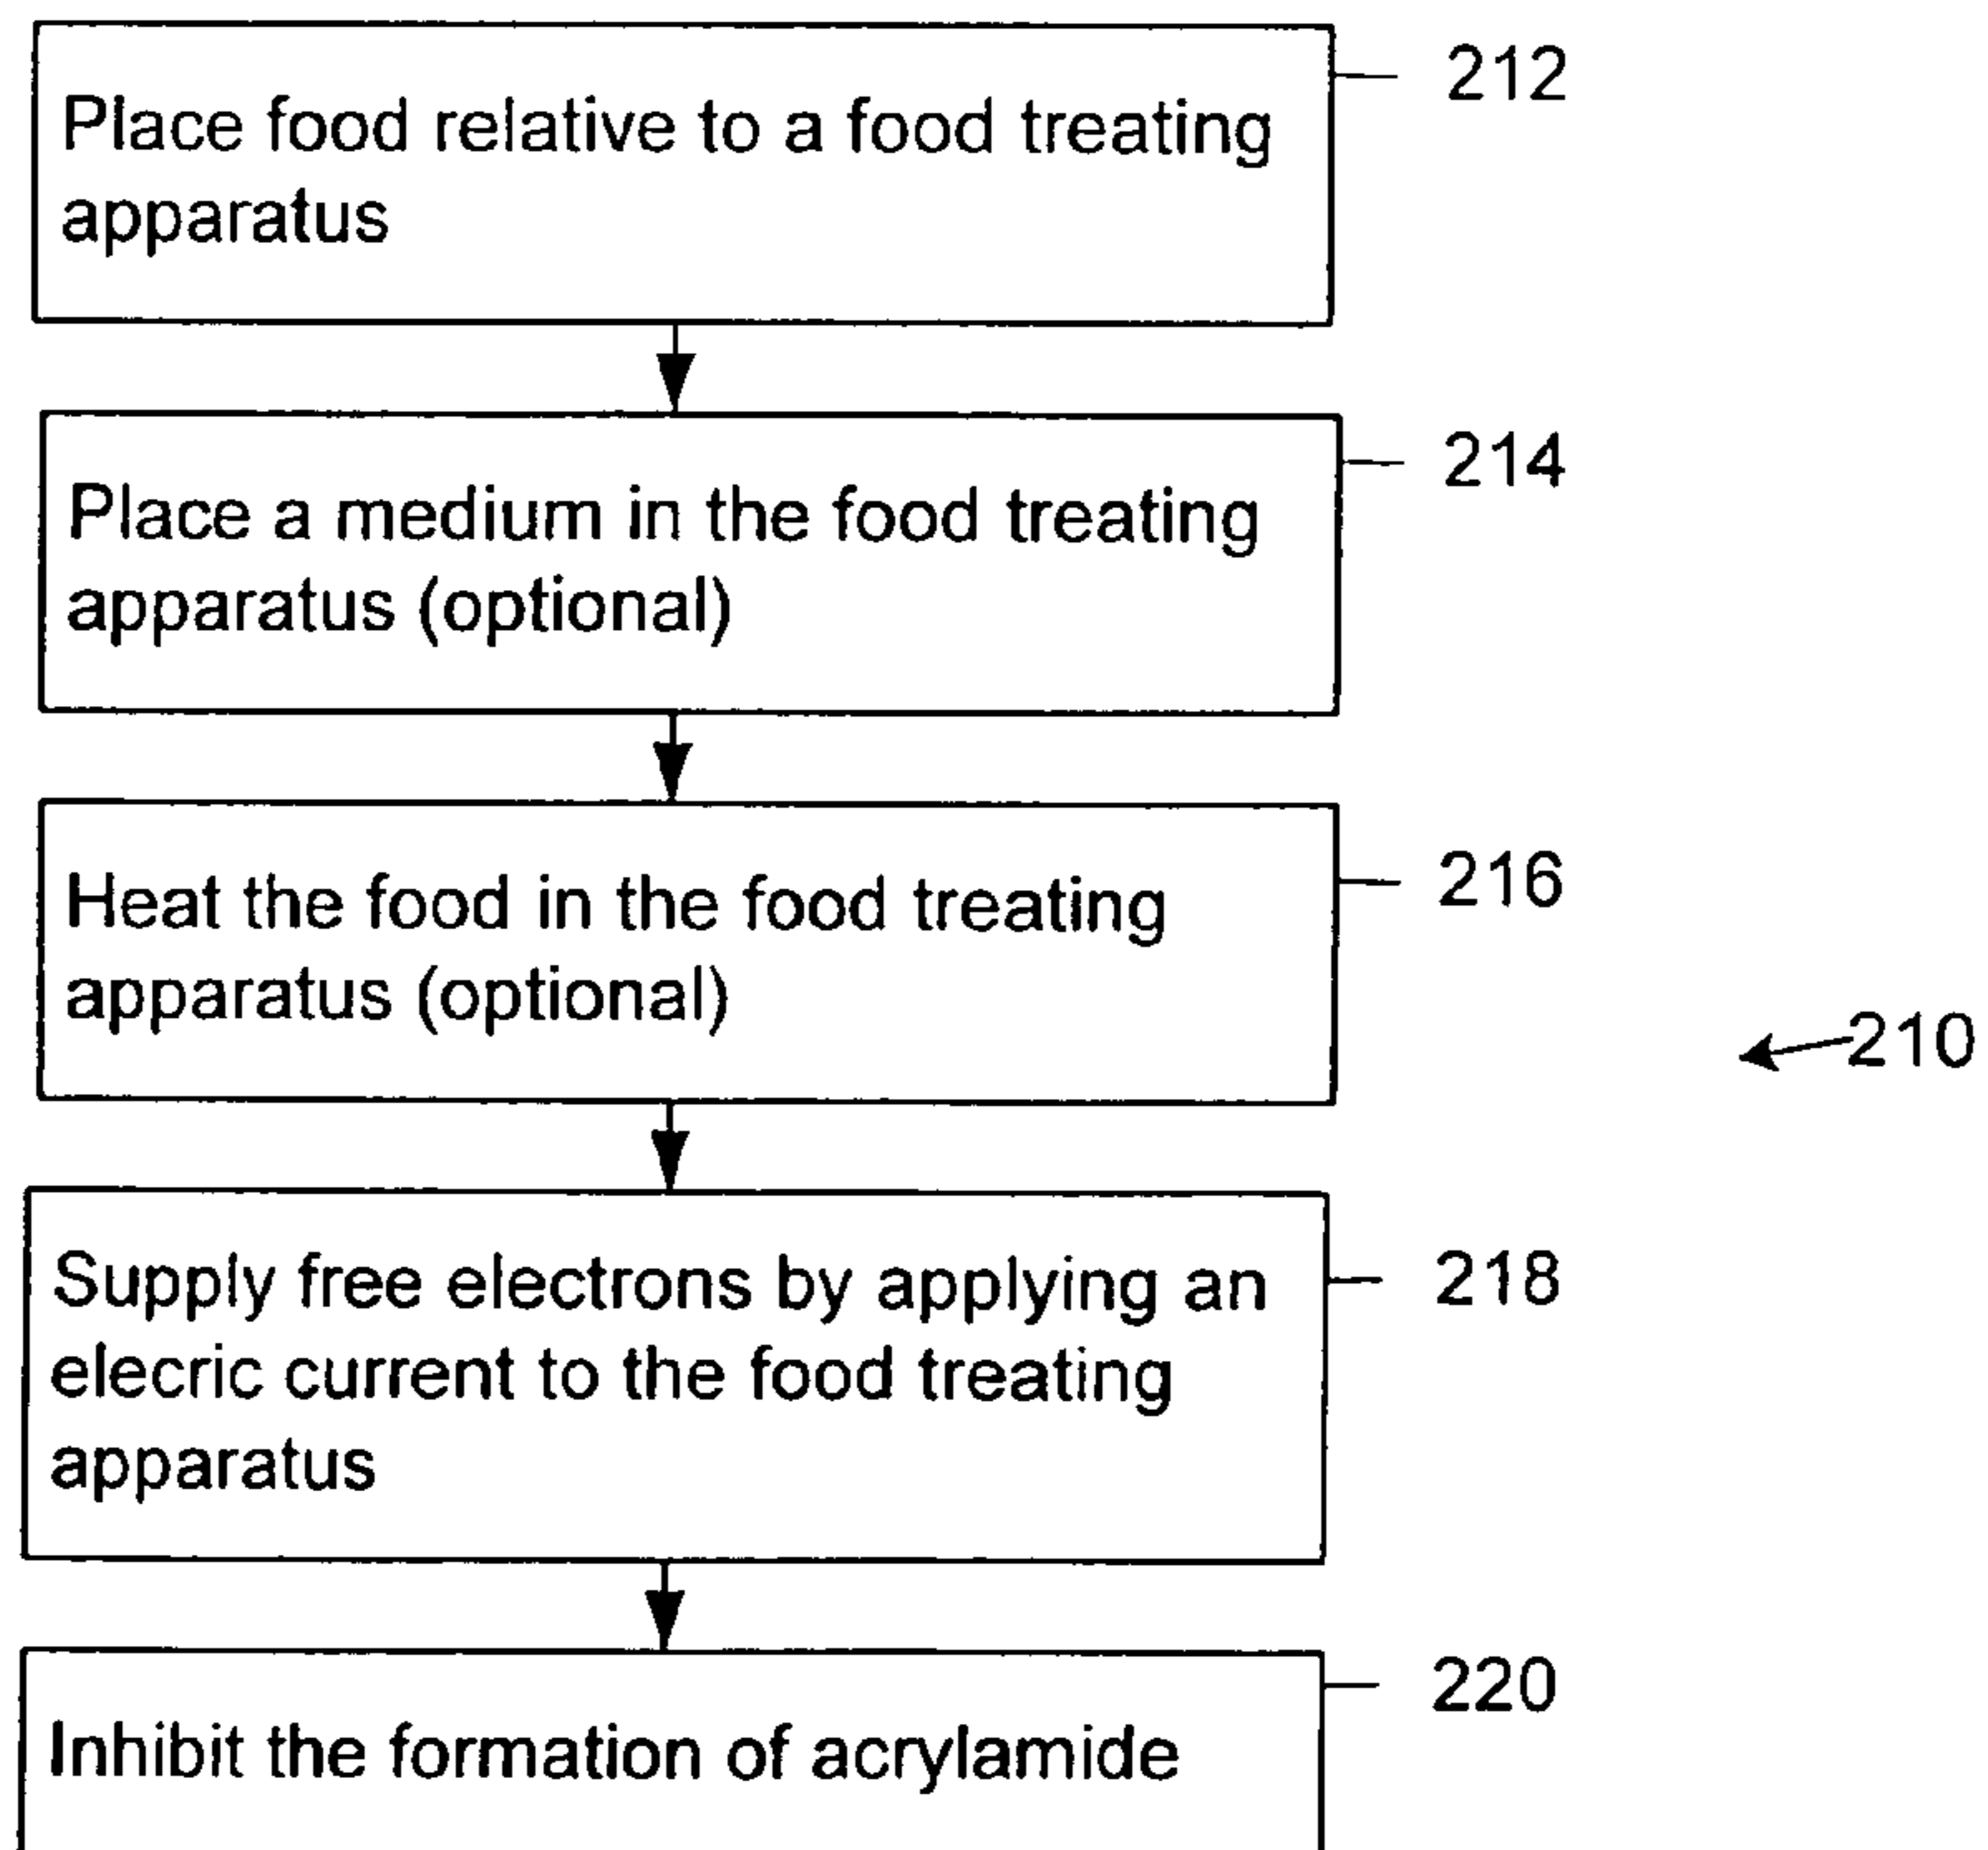 Place food relative to a food treating
apparatus
212
Place a medium in the food treating
apparatus (optional)
214
Heat the food in the food treating
apparatus (optional)
216
210
Supply free electrons by applying an
elecric current to the food treating
apparatus
218
Inhibit the formation of acrylamide
220